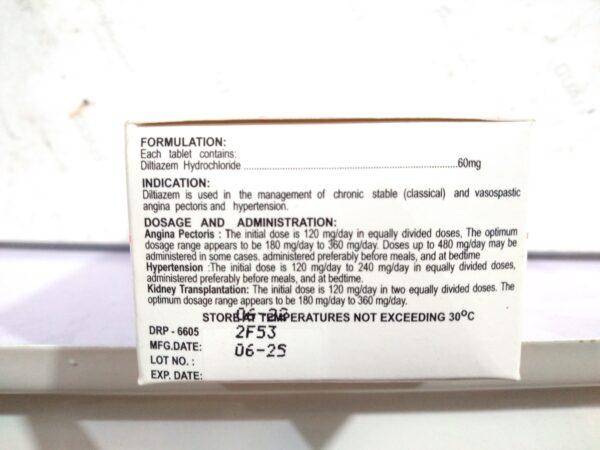 FORMULATION:
Each tablet contains:
Diltiazem Hydrochloride ..........................................................................60mg
INDICATION:
Diltiazem is used in the management of chronic stable (classical) and vasospastic
angina pectoris and hypertension.
DOSAGE AND ADMINISTRATION:
Angina Pectoris : The initial dose is 120 mg/day in equally divided doses, The optimum
dosage range appears to be 180 mg/day to 360 mg/day. Doses up to 480 mg/day may be
administered in some cases. administered preferably before meals, and at bedtime
Hypertension :The initial dose is 120 mg/day to 240 mg/day in equally divided doses,
administered preferably before meals, and at bedtime.
Kidney Transplantation: The initial dose is 120 mg/day in two equally divided doses. The
optimum dosage range appears to be 180 mg/day to 360 mg/day.
STORE AT TEMPERATURES NOT EXCEEDING 30°C
DRP - 6605
MFG.DATE:
LOT NO. :
EXP. DATE:
2F53
06-25